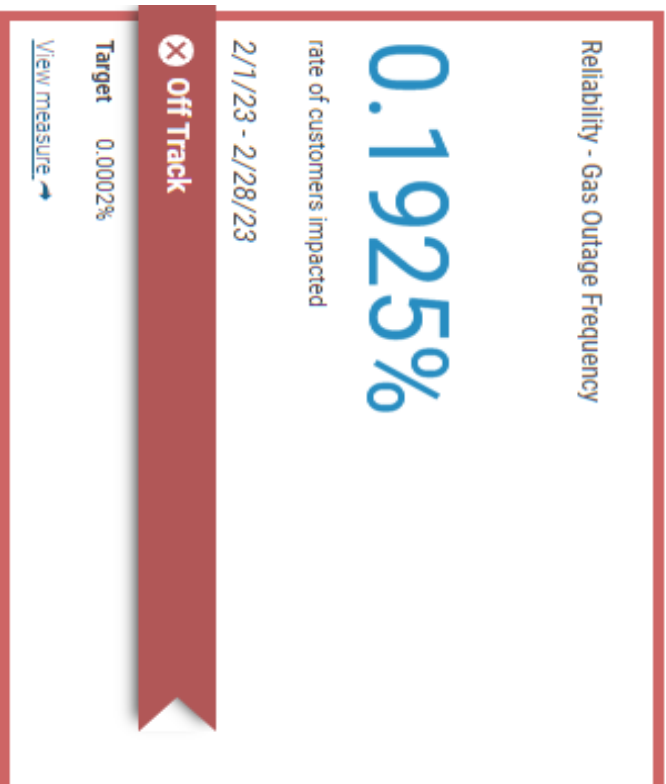 Reliability - Gas Outage Frequency
0.1925%
rate of customers impacted
2/1/23 - 2/28/23
Off Track
Target 0.0002%
View measure